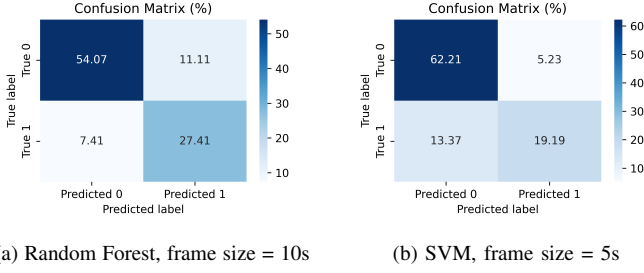 Confusion Matrix (%)
True label
True 0
True 1
54.07
11.11
7.41
27.41
Predicted 0
Predicted 1
Predicted label
50
40
30
20
10
a) Random Forest, frame size = 10s
Confusion Matrix (%)
True label
True 0
True 1
62.21
5.23
13.37
19.19
Predicted 0
Predicted 1
Predicted label
60
50
40
30
20
10
(b) SVM, frame size = 5s